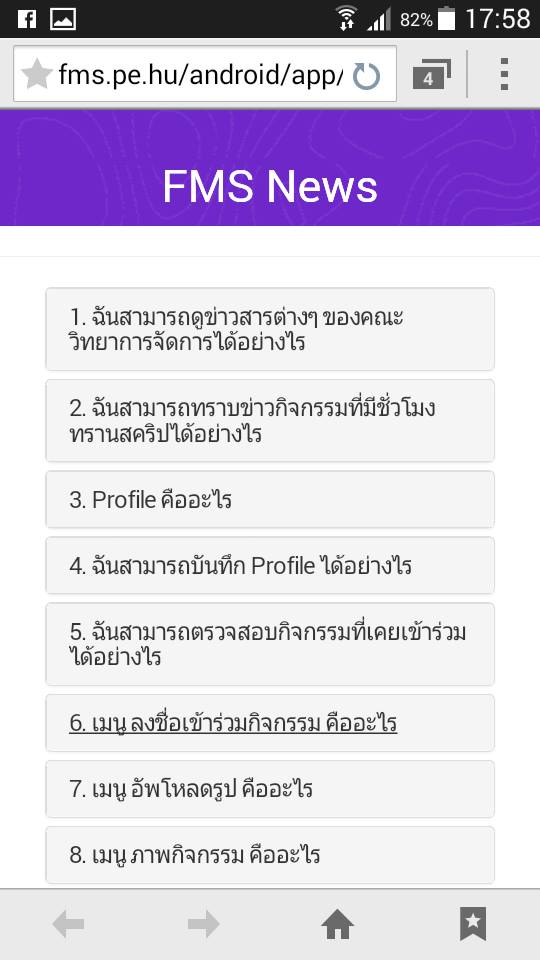 82%
17:58
fms.pe.hu/android/app/
4
FMS News
1. ฉันสามารถดูข่าวสารต่างๆ ของคณะ
วิทยาการจัดการได้อย่างไร
2. ฉันสามารถทราบข่าวกิจกรรมที่มีชั่วโมง
ทรานสคริปได้อย่างไร
3. Profile คืออะไร
4. ฉันสามารถบันทึก Profile ได้อย่างไร
5. ฉันสามารถตรวจสอบกิจกรรมที่เคยเข้าร่วม
ได้อย่างไร
6. เมนู ลงชื่อเข้าร่วมกิจกรรม คืออะไร
7. เมนู อัพโหลดรูป คืออะไร
8. เมนู ภาพกิจกรรม คืออะไร